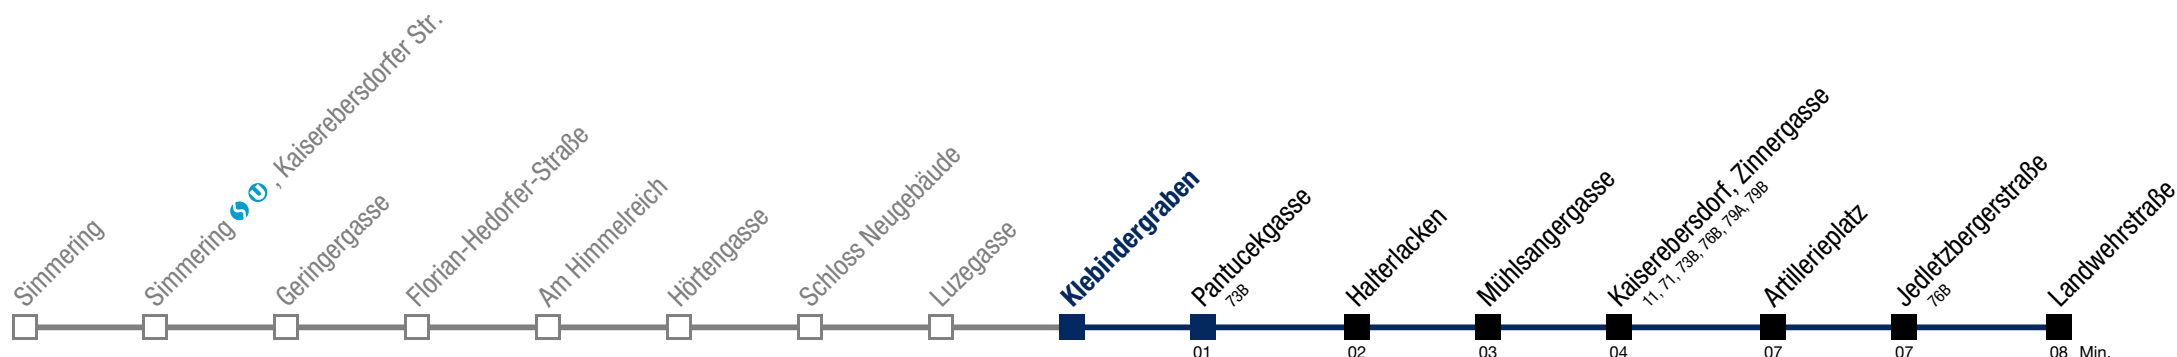 Simmering
Simmering S U , Kaiserebersdorfer Str.
Geringergasse
Florian-Hedorfer-Straße
Am Himmelreich
Hörtengasse
Schloss Neugebäude
Luzegasse
Klebindergraben
Pantucekgasse
73B
Halterlacken
Mühlsangergasse
Kaiserebersdorf, Zinnergasse
11, 71, 73B, 76B, 79A, 79B
Artillerieplatz
Jedletzbergerstraße
76B
Landwehrstraße
01 02 03 04 07 07 08 Min.